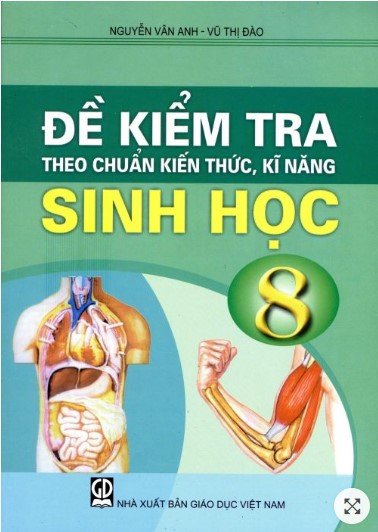 NGUYỄN VÂN ANH - VŨ THỊ ĐÀO
ĐỀ KIỂM TRA
THEO CHUẨN KIẾN THỨC, KĨ NĂNG
SINH HỌC
8
GD
NHÀ XUẤT BẢN GIÁO DỤC VIỆT NAM